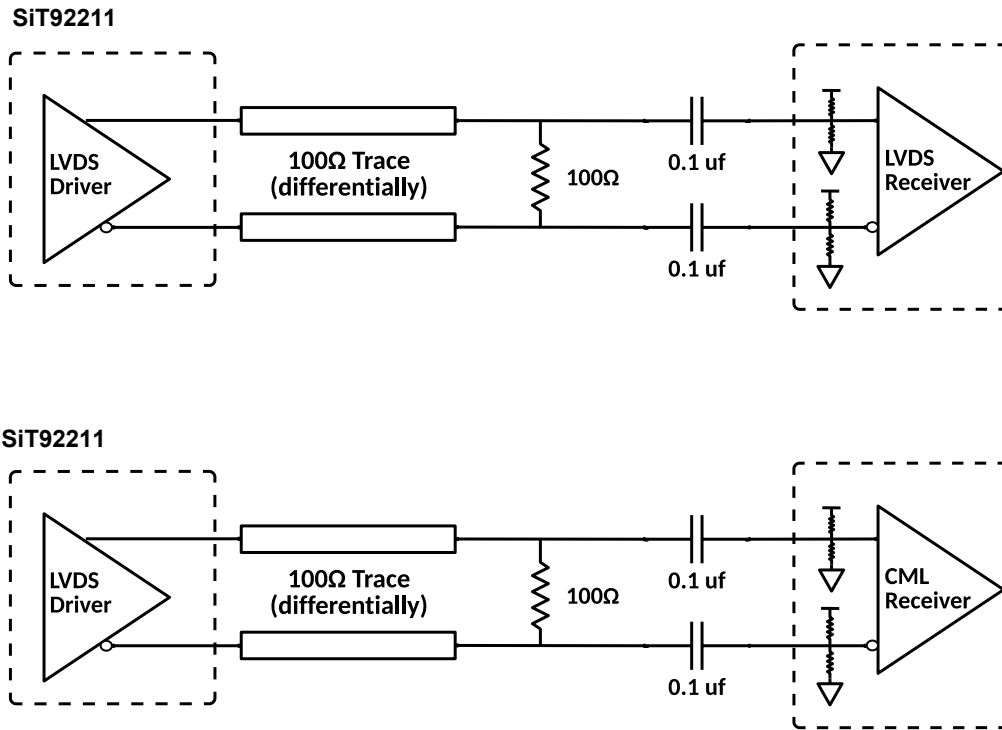 SiT92211
LVDS
Driver
100Ω Trace
(differentially)
100Ω
0.1 uf
0.1 uf
LVDS
Receiver
SiT92211
LVDS
Driver
100Ω Trace
(differentially)
100Ω
0.1 uf
0.1 uf
CML
Receiver